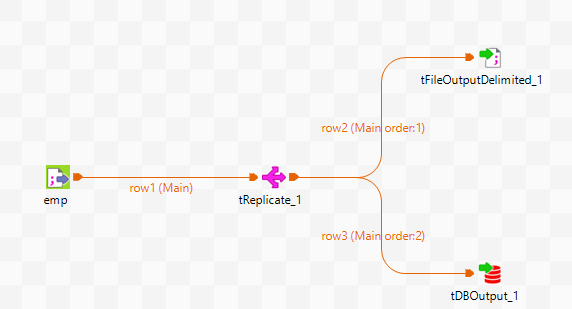 tFileOutputDelimited_1
row2 (Main order:1)
row1 (Main)
emp
tReplicate_1
row3 (Main order:2)
tDBOutput_1